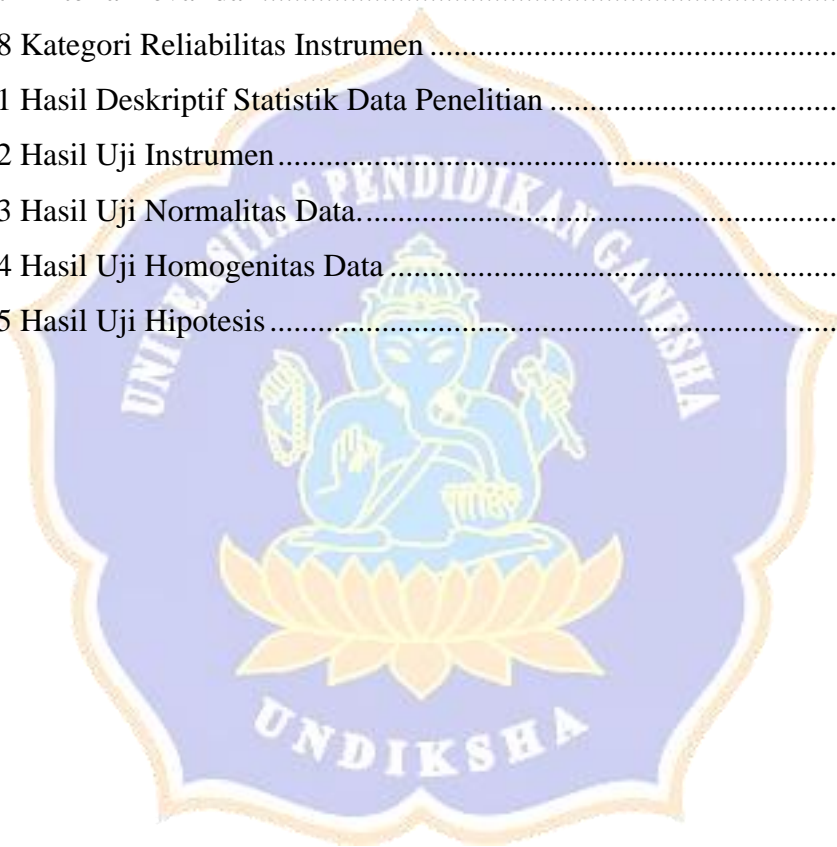 8 Kategori Reliabilitas Instrumen
1 Hasil Deskriptif Statistik Data Penelitian
2 Hasil Uji Instrumen
3 Hasil Uji Normalitas Data
4 Hasil Uji Homogenitas Data
5 Hasil Uji Hipotesis
UNIVERSITAS PENDIDIKAN GANESHA
UNDIKSHA